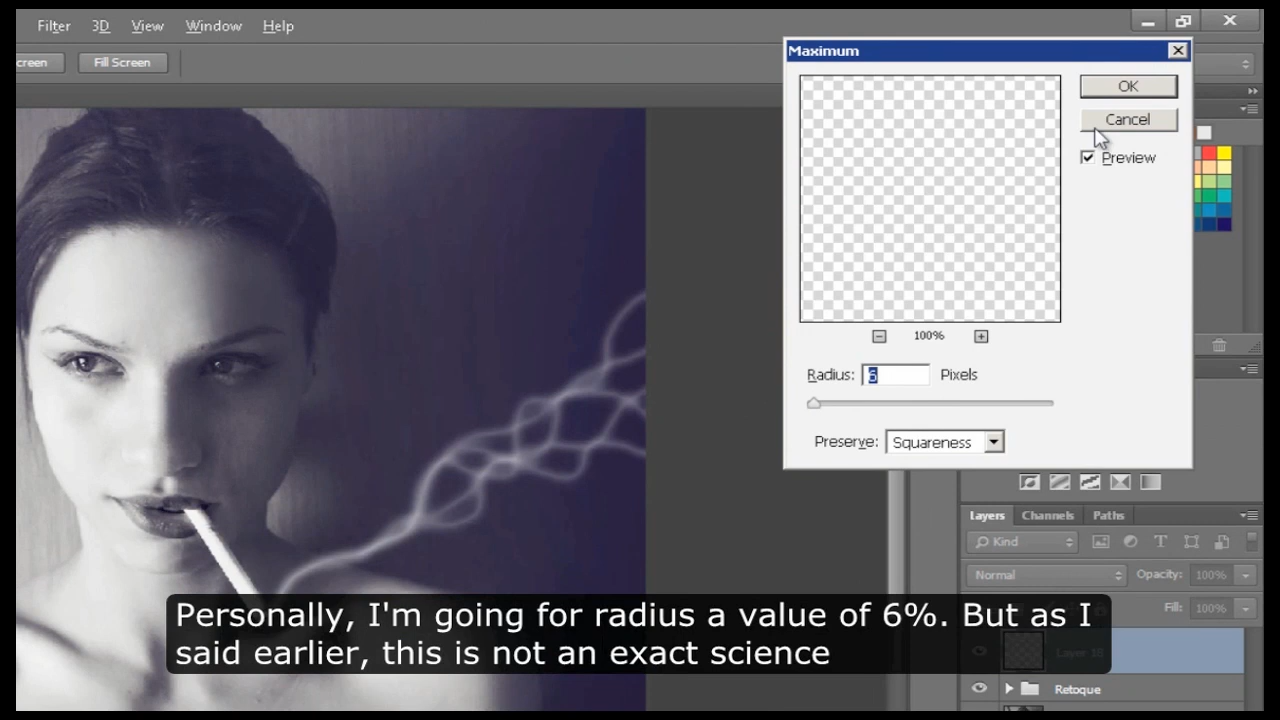 Filter 3D View Window Help
creen Fill Screen
Maximum
OK
Cancel
Preview
100%
Radius: 6 Pixels
Preserve: Squareness
Layers Channels Paths
Kind
Normal Opacity: 100%
Fill: 100%
Personally, I'm going for radius a value of 6%. But as I
said earlier, this is not an exact science
Retoque